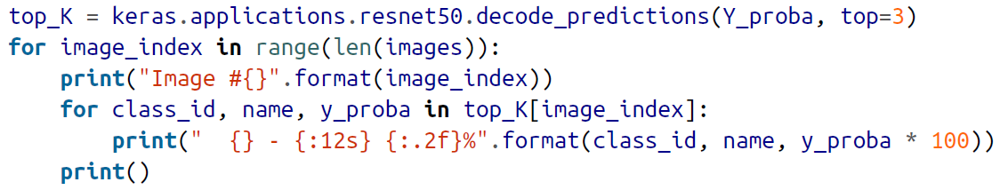 top_K = keras.applications.resnet50.decode_predictions(Y_proba, top=3)
for image_index in range(len(images)):
    print("Image #{}".format(image_index))
    for class_id, name, y_proba in top_K[image_index]:
        print("  {} - {:12s} {:.2f}%".format(class_id, name, y_proba * 100))
    print()